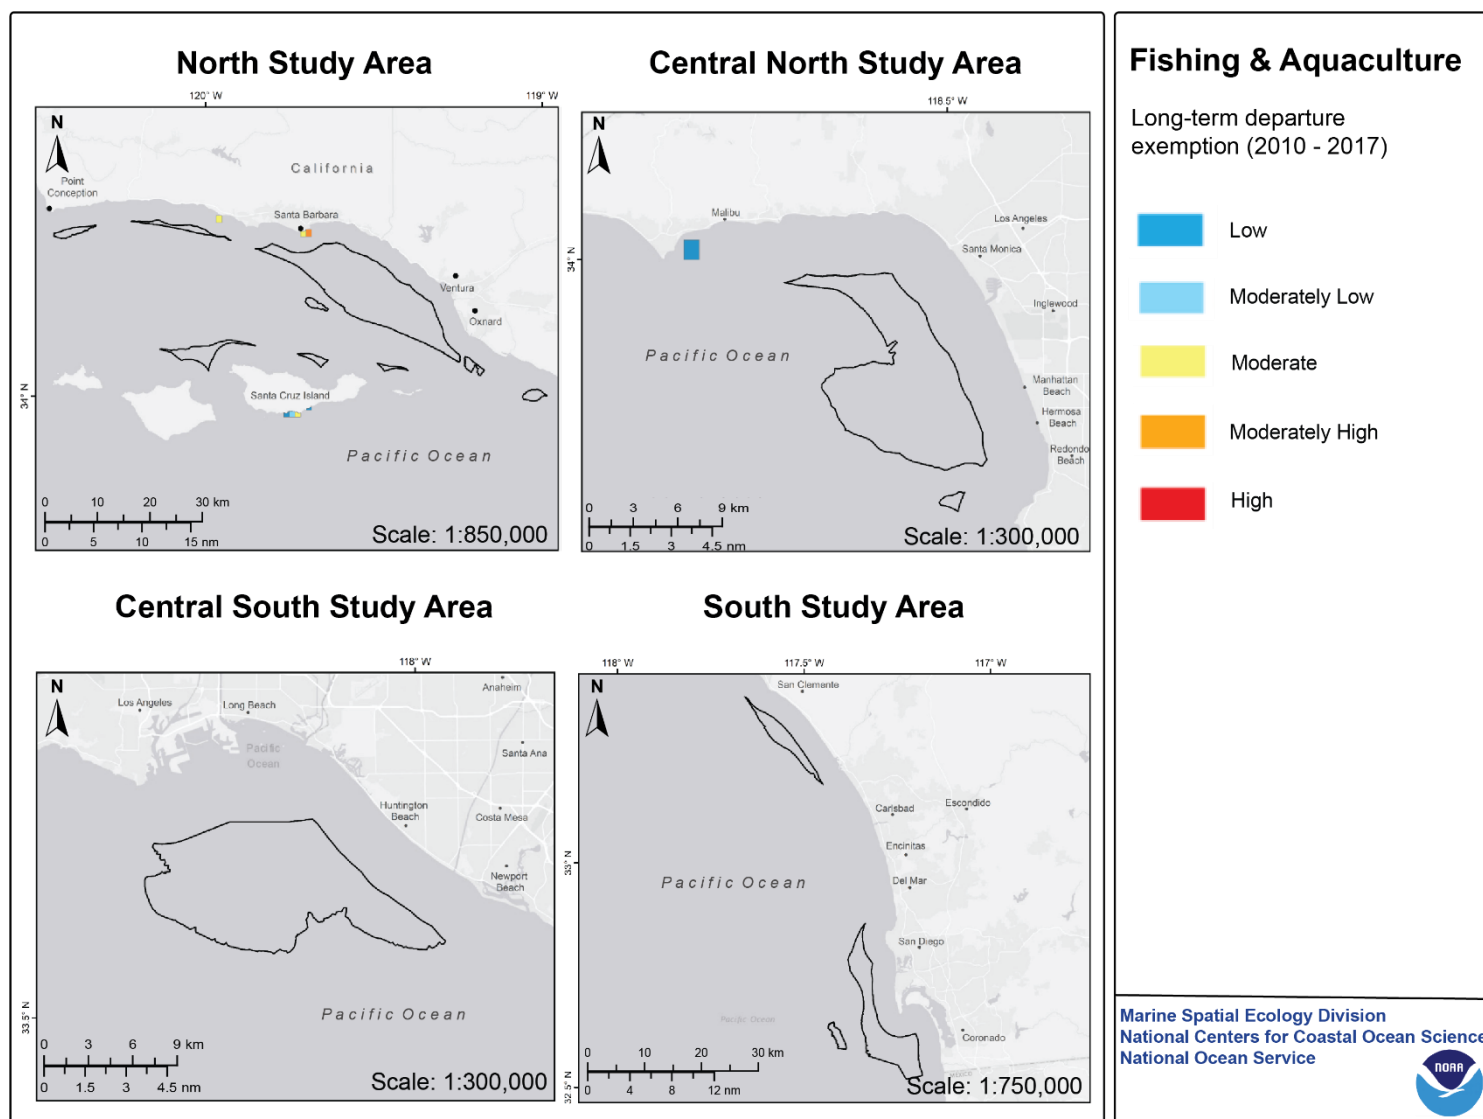 North Study Area
120° W
119° W
N
California
Point
Conception
Santa Barbara
Ventura
Oxnard
34° N
Santa Cruz Island
Pacific Ocean
0 10 20 30 km
0 5 10 15 nm
Scale: 1:850,000
Central North Study Area
118.5° W
N
Malibu
Los Angeles
Santa Monica
34° N
Inglewood
Pacific Ocean
Manhattan
Beach
Hermosa
Beach
Redondo
Beach
0 3 6 9 km
0 1.5 3 4.5 nm
Scale: 1:300,000
Central South Study Area
118° W
N
Anaheim
Los Angeles
Long Beach
Pacific
Ocean
Santa Ana
Huntington
Beach
Costa Mesa
Newport
Beach
33.5° N
Pacific Ocean
0 3 6 9 km
0 1.5 3 4.5 nm
Scale: 1:300,000
South Study Area
118° W
117.5° W
117° W
N
San Clemente
Carlsbad
Escondido
Encinitas
33° N
Del Mar
Pacific Ocean
San Diego
Pacific Ocean
Coronado
MEXICO
32.5° N
0 10 20 30 km
0 4 8 12 nm
Scale: 1:750,000
Fishing & Aquaculture
Long-term departure
exemption (2010 - 2017)
Low
Moderately Low
Moderate
Moderately High
High
Marine Spatial Ecology Division
National Centers for Coastal Ocean Science
National Ocean Service
NOAA